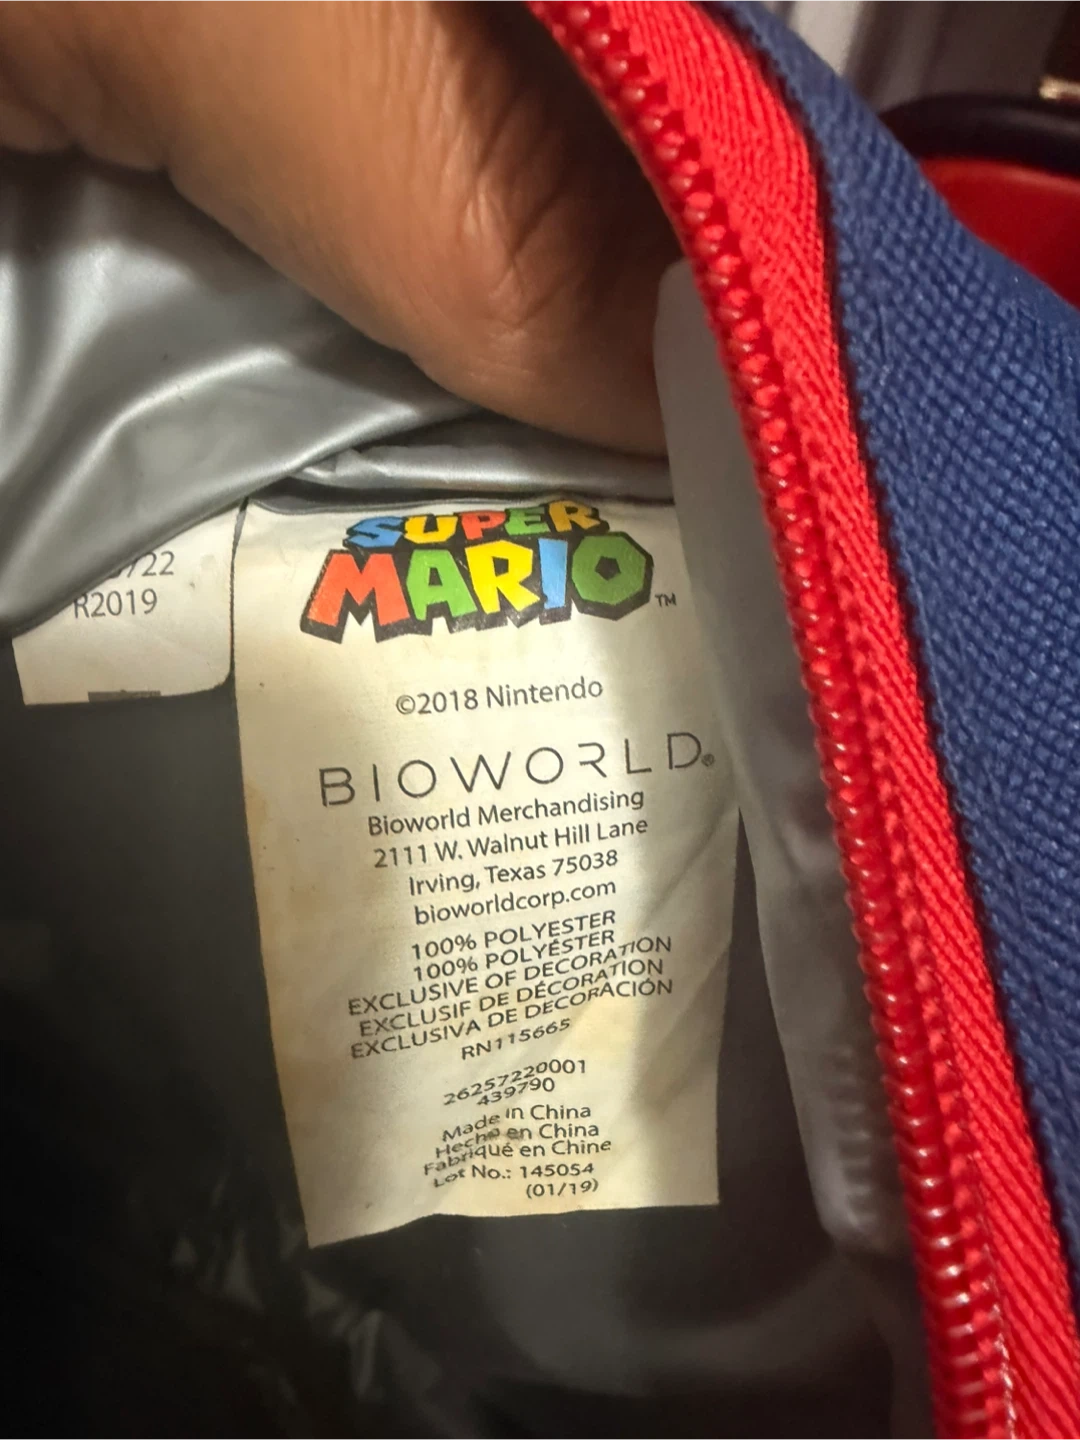 /22
R2019
SUPER
MARIO™
©2018 Nintendo
BIOWORLD®
Bioworld Merchandising
2111 W. Walnut Hill Lane
Irving, Texas 75038
bioworldcorp.com
100% POLYESTER
100% POLYÉSTER
EXCLUSIVE OF DECORATION
EXCLUSIF DE DÉCORATION
EXCLUSIVA DE DECORACIÓN
RN115665
26257220001
439790
Made in China
Hecho en China
Fabriqué en Chine
Lot No.: 145054
(01/19)